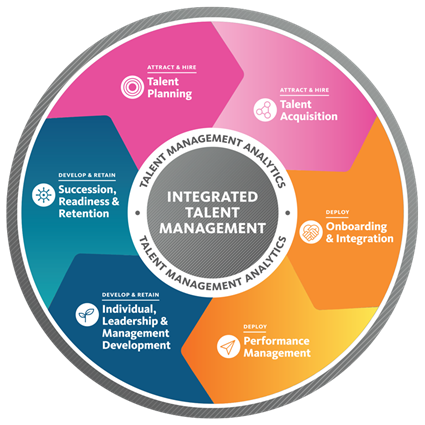 ATTRACT & HIRE
Talent
Planning
ATTRACT & HIRE
Talent
Acquisition
DEPLOY
Onboarding
& Integration
DEPLOY
Performance
Management
DEVELOP & RETAIN
Individual,
Leadership &
Management
Development
DEVELOP & RETAIN
Succession,
Readiness &
Retention
TALENT MANAGEMENT ANALYTICS
INTEGRATED
TALENT
MANAGEMENT
TALENT MANAGEMENT ANALYTICS